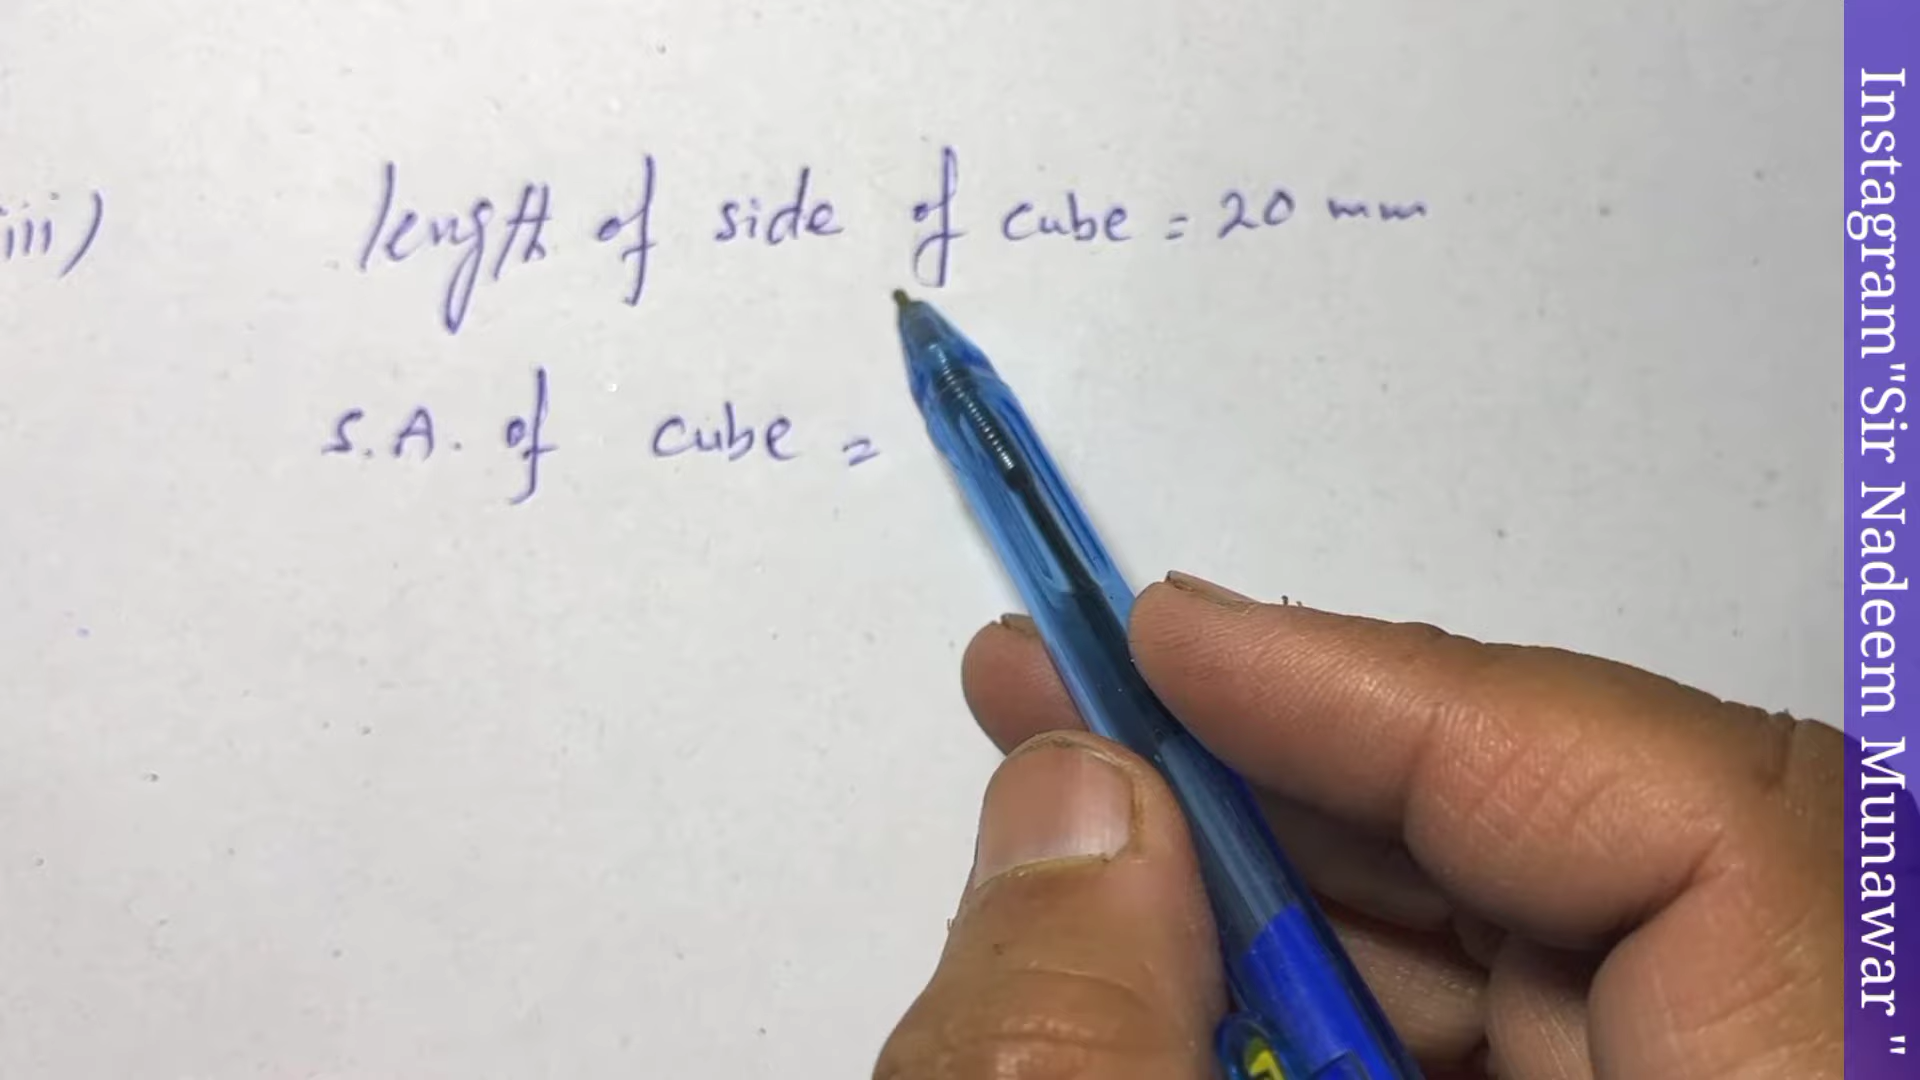 iii) length of side of cube = 20 mm
S.A. of cube =
Instagram"Sir Nadeem Munawar"